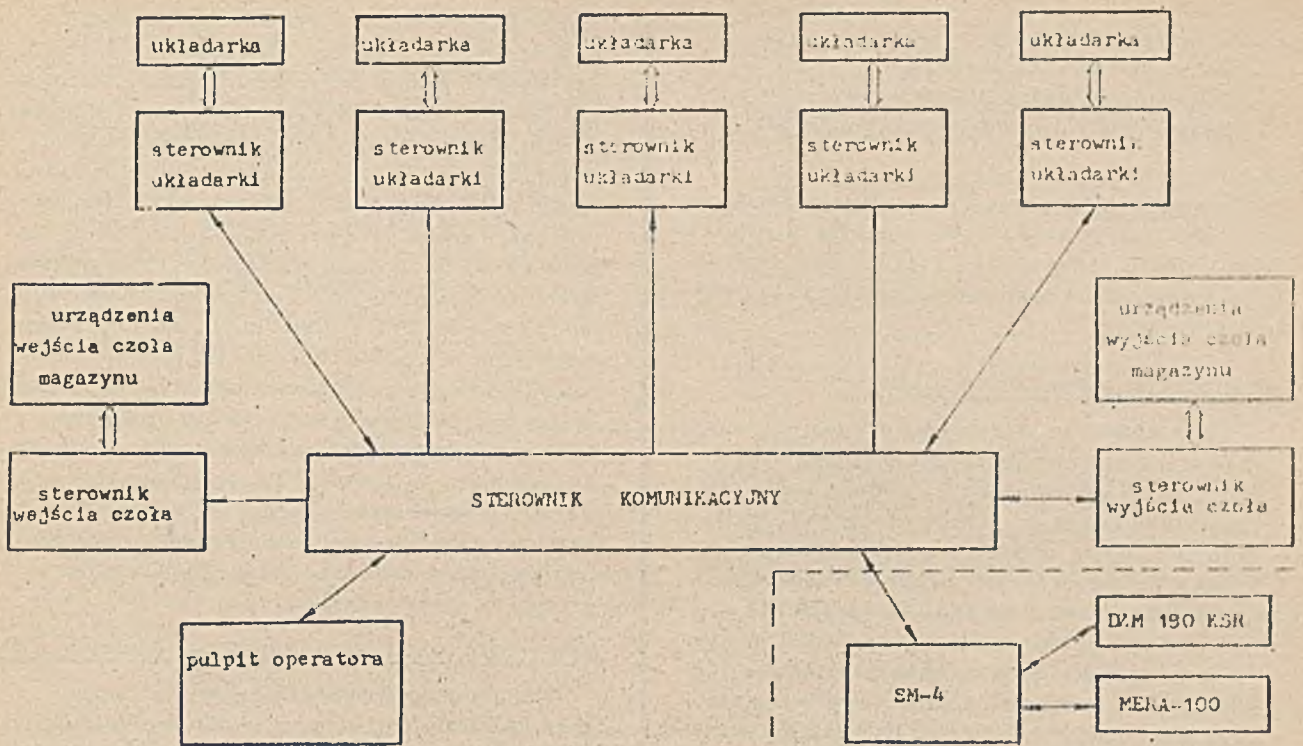 układarka
układarka
układarka
układarka
układarka
sterownik
układarki
sterownik
układarki
sterownik
układarki
sterownik
układarki
sterownik
układarki
urządzenia
wejścia czoła
magazynu
urządzenia
wyjścia czoła
magazynu
sterownik
wejścia czoła
STEROWNIK KOMUNIKACYJNY
sterownik
wyjścia czoła
pulpit operatora
SM-4
DZM 180 KSR
MERA-100